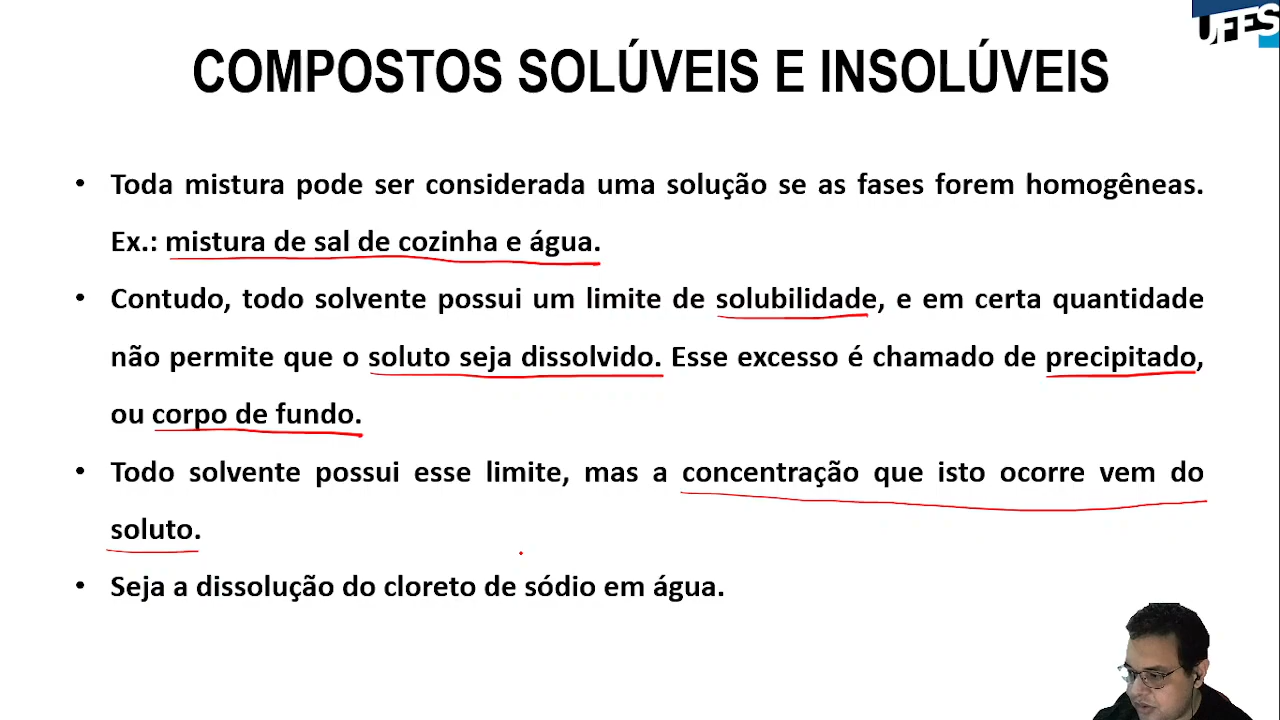 UFES
COMPOSTOS SOLÚVEIS E INSOLÚVEIS
• Toda mistura pode ser considerada uma solução se as fases forem homogêneas.
Ex.: mistura de sal de cozinha e água.
• Contudo, todo solvente possui um limite de solubilidade, e em certa quantidade
não permite que o soluto seja dissolvido. Esse excesso é chamado de precipitado,
ou corpo de fundo.
• Todo solvente possui esse limite, mas a concentração que isto ocorre vem do
soluto.
• Seja a dissolução do cloreto de sódio em água.